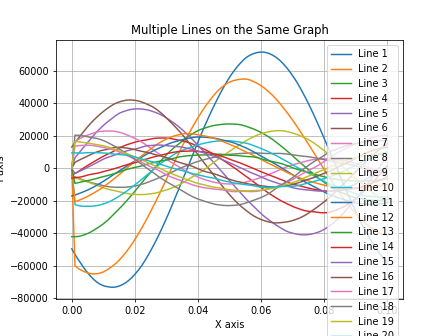 Multiple Lines on the Same Graph
60000
40000
20000
0
−20000
−40000
−60000
−80000
0.00
0.02
0.04
0.06
X axis
Line 1
Line 2
Line 3
Line 4
Line 5
Line 6
Line 7
Line 8
Line 9
Line 10
Line 11
Line 12
Line 13
Line 14
Line 15
Line 16
Line 17
Line 18
Line 19
Line 20